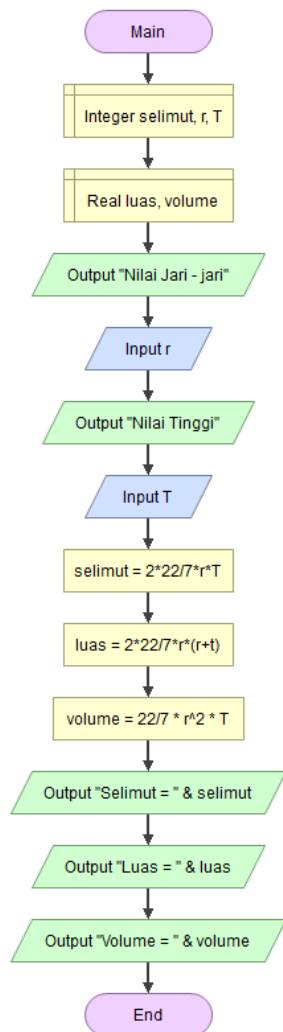 Main
Integer selimut, r, T
Real luas, volume
Output "Nilai Jari - jari"
Input r
Output "Nilai Tinggi"
Input T
selimut = 2*22/7*r*T
luas = 2*22/7*r*(r+t)
volume = 22/7 * r^2 * T
Output "Selimut = " & selimut
Output "Luas = " & luas
Output "Volume = " & volume
End